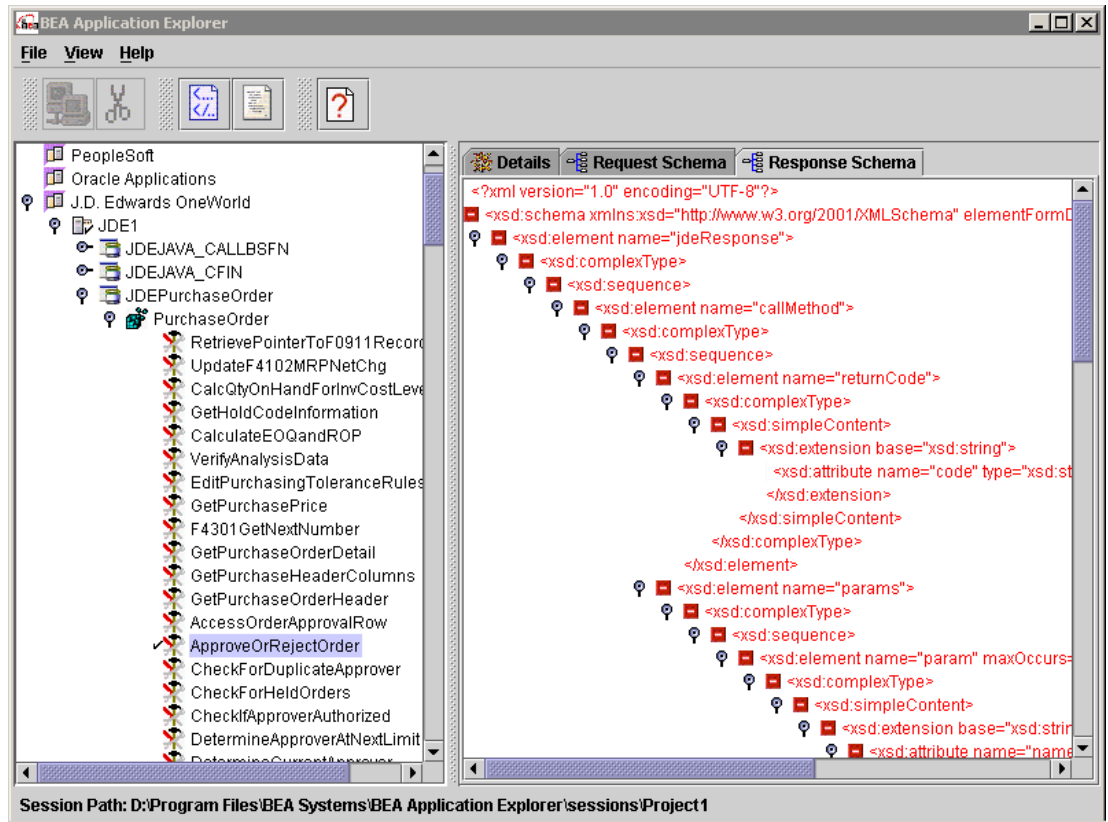 BEA Application Explorer
File View Help
PeopleSoft
Oracle Applications
J.D. Edwards OneWorld
JDE1
JDEJAVA_CALLBSFN
JDEJAVA_CFIN
JDEPurchaseOrder
PurchaseOrder
RetrievePointerToF0911Record
UpdateF4102MRPNetChg
CalcQtyOnHandForInvCostLeve
GetHoldCodeInformation
CalculateEOQandROP
VerifyAnalysisData
EditPurchasingToleranceRules
GetPurchasePrice
F4301GetNextNumber
GetPurchaseOrderDetail
GetPurchaseHeaderColumns
GetPurchaseOrderHeader
AccessOrderApprovalRow
ApproveOrRejectOrder
CheckForDuplicateApprover
CheckForHeldOrders
CheckIfApproverAuthorized
DetermineApproverAtNextLimit
DetermineCurrentApprover
Details Request Schema Response Schema
<?xml version="1.0" encoding="UTF-8"?>
<xsd:schema xmlns:xsd="http://www.w3.org/2001/XMLSchema" elementFormD
<xsd:element name="jdeResponse">
<xsd:complexType>
<xsd:sequence>
<xsd:element name="callMethod">
<xsd:complexType>
<xsd:sequence>
<xsd:element name="returnCode">
<xsd:complexType>
<xsd:simpleContent>
<xsd:extension base="xsd:string">
<xsd:attribute name="code" type="xsd:st
</xsd:extension>
</xsd:simpleContent>
</xsd:complexType>
</xsd:element>
<xsd:element name="params">
<xsd:complexType>
<xsd:sequence>
<xsd:element name="param" maxOccurs=
<xsd:complexType>
<xsd:simpleContent>
<xsd:extension base="xsd:strin
<xsd:attribute name="name
Session Path: D:\Program Files\BEA Systems\BEA Application Explorer\sessions\Project1